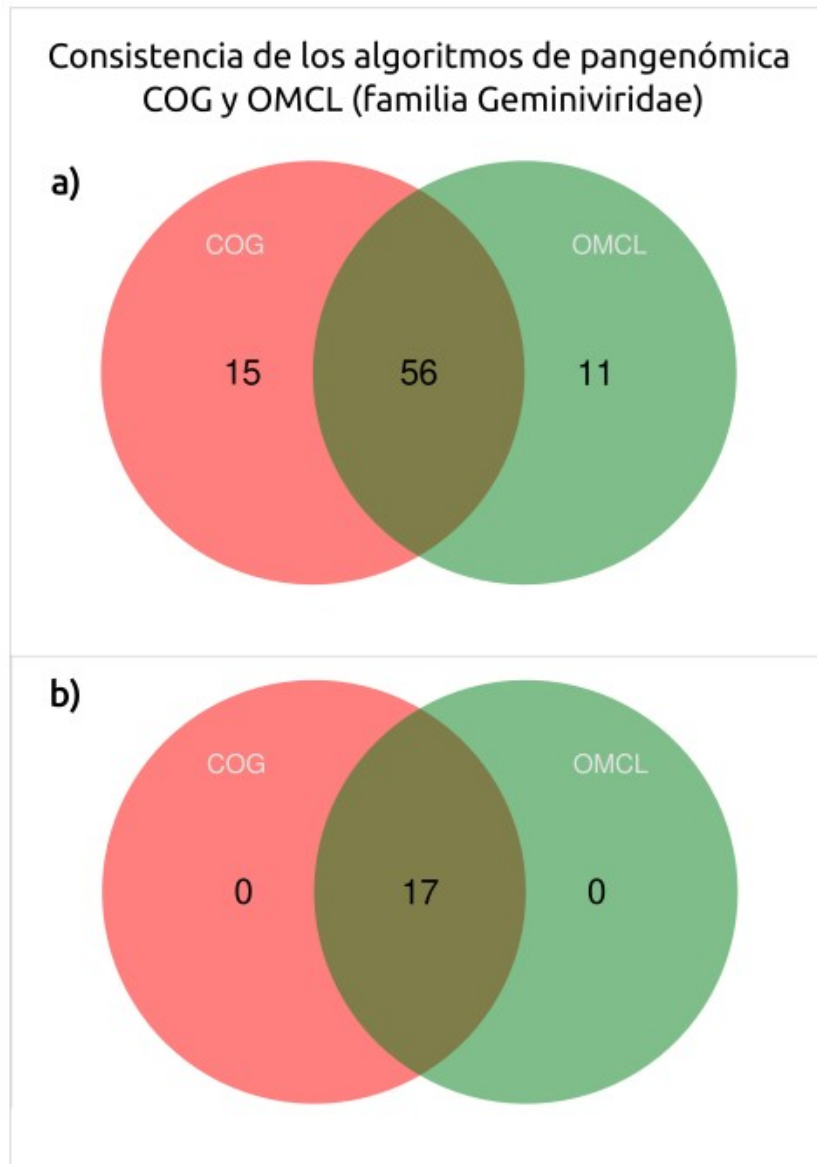 Consistencia de los algoritmos de pangenómica
COG y OMCL (familia Geminiviridae)
a)
COG OMCL
15 56 11
b)
COG OMCL
0 17 0